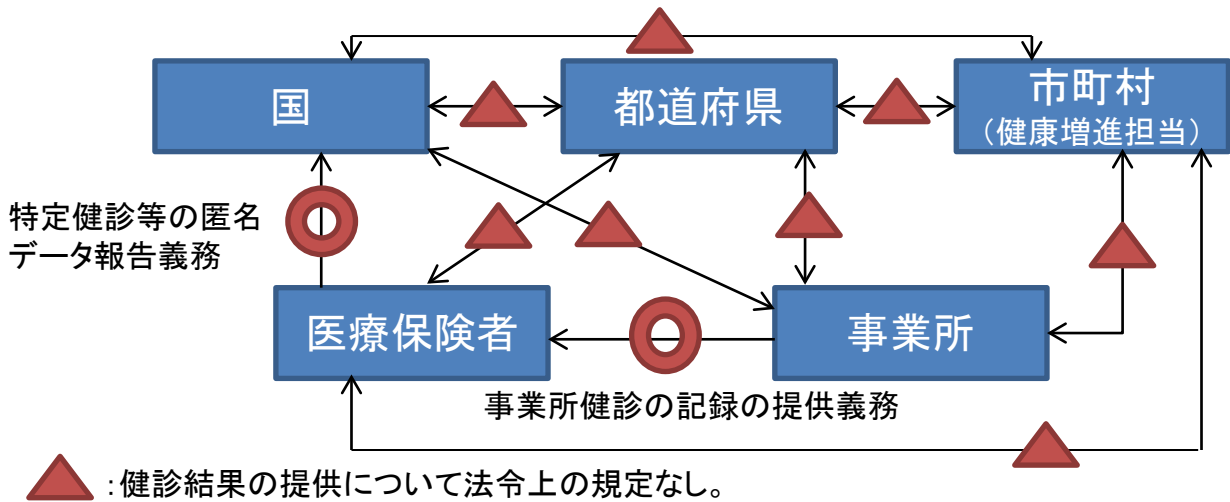 国
都道府県
市町村
（健康増進担当）
特定健診等の匿名
データ報告義務
医療保険者
事業所
事業所健診の記録の提供義務
:健診結果の提供について法令上の規定なし。